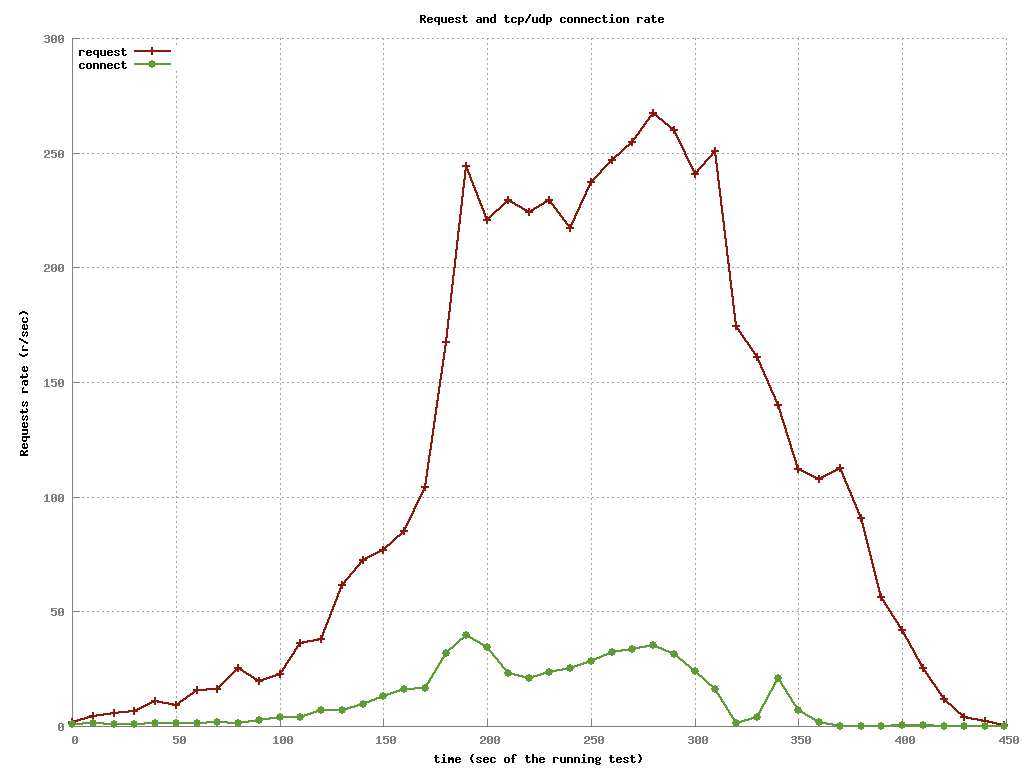 Request and tcp/udp connection rate
request
connect
300
250
200
150
100
50
0
Requests rate (r/sec)
0 50 100 150 200 250 300 350 400 450
time (sec of the running test)